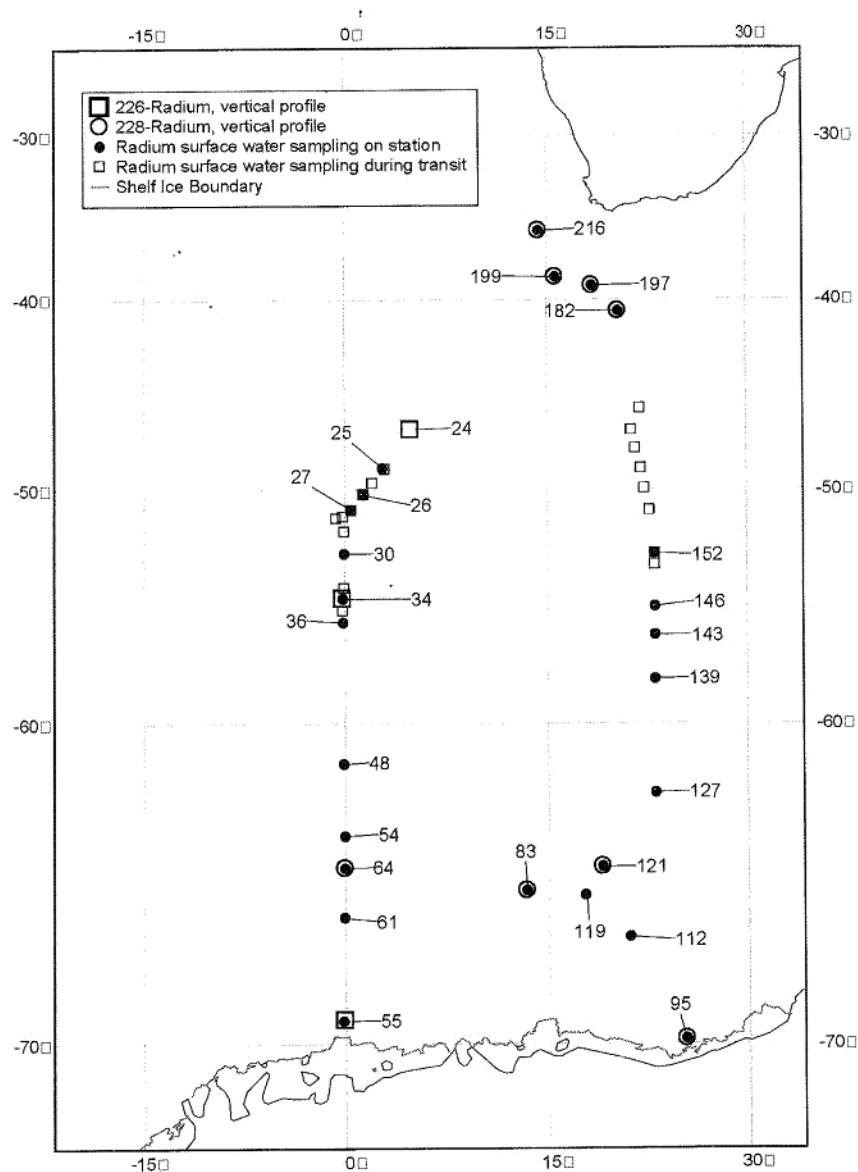 -15□ 0□ 15□ 30□
226-Radium, vertical profile
228-Radium, vertical profile
Radium surface water sampling on station
Radium surface water sampling during transit
Shelf Ice Boundary
-30□ -30□
216
199 197
-40□ 182 -40□
25 24
27
-50□ 26 -50□
30 152
34 146
36 143
139
-60□ -60□
48 127
54
64 83 121
61 119 112
55 95
-70□ -70□
-15□ 0□ 15□ 30□